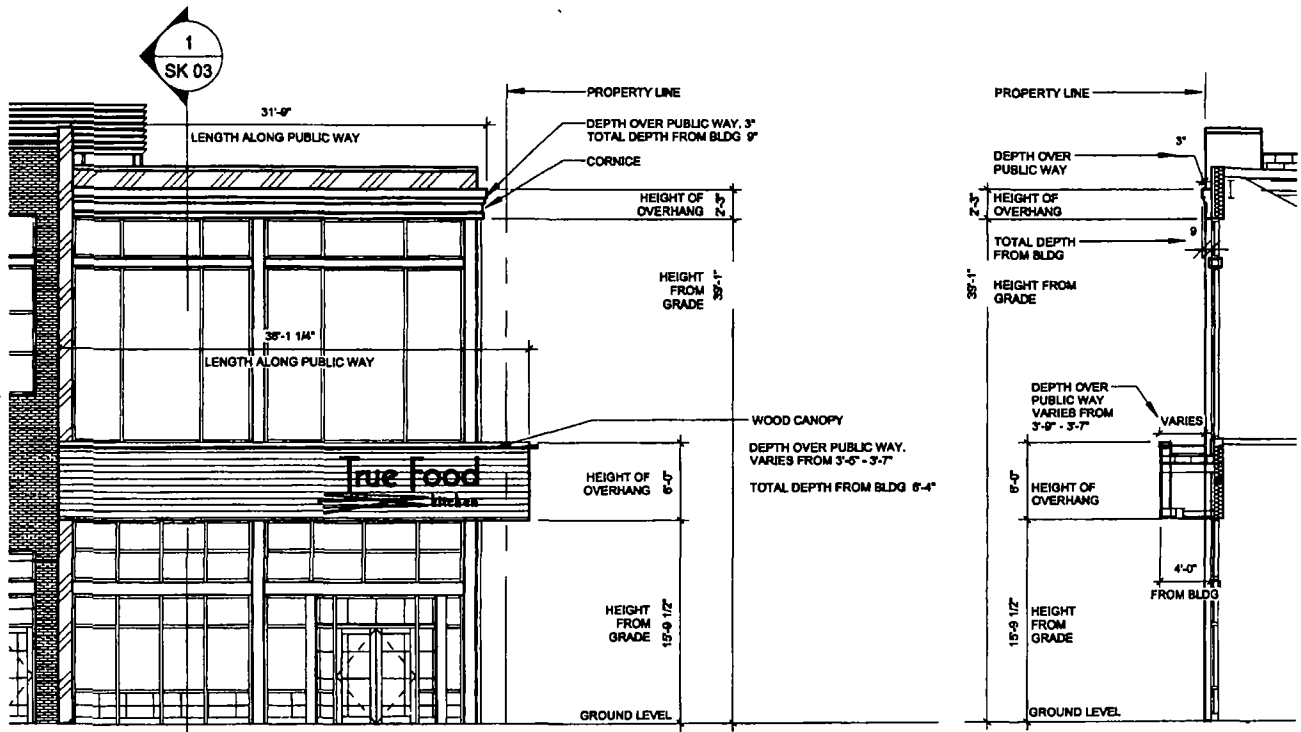 1
SK 03
31'-9"
LENGTH ALONG PUBLIC WAY
PROPERTY LINE
DEPTH OVER PUBLIC WAY, 3"
TOTAL DEPTH FROM BLDG 9"
CORNICE
HEIGHT OF
OVERHANG
2'-3"
HEIGHT
FROM
GRADE
39'-1"
36'-1 1/4"
LENGTH ALONG PUBLIC WAY
WOOD CANOPY
DEPTH OVER PUBLIC WAY.
VARIES FROM 3'-6" - 3'-7"
TOTAL DEPTH FROM BLDG 6'-4"
True Food
kitchen
HEIGHT OF
OVERHANG
6'-0"
HEIGHT
FROM
GRADE
15'-9 1/2"
GROUND LEVEL
PROPERTY LINE
3"
DEPTH OVER
PUBLIC WAY
2'-3"
HEIGHT OF
OVERHANG
9
TOTAL DEPTH
FROM BLDG
39'-1"
HEIGHT FROM
GRADE
DEPTH OVER
PUBLIC WAY
VARIES FROM
3'-9" - 3'-7"
VARIES
6'-0"
HEIGHT OF
OVERHANG
4'-0"
FROM BLDG
15'-9 1/2"
HEIGHT
FROM
GRADE
GROUND LEVEL